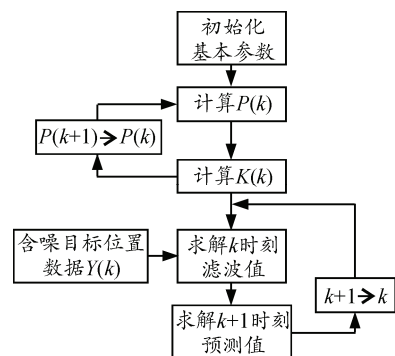 初始化
基本参数
计算P(k)
P(k+1)➔P(k)
计算K(k)
含噪目标位置
数据Y(k)
求解k时刻
滤波值
k+1➔k
求解k+1时刻
预测值